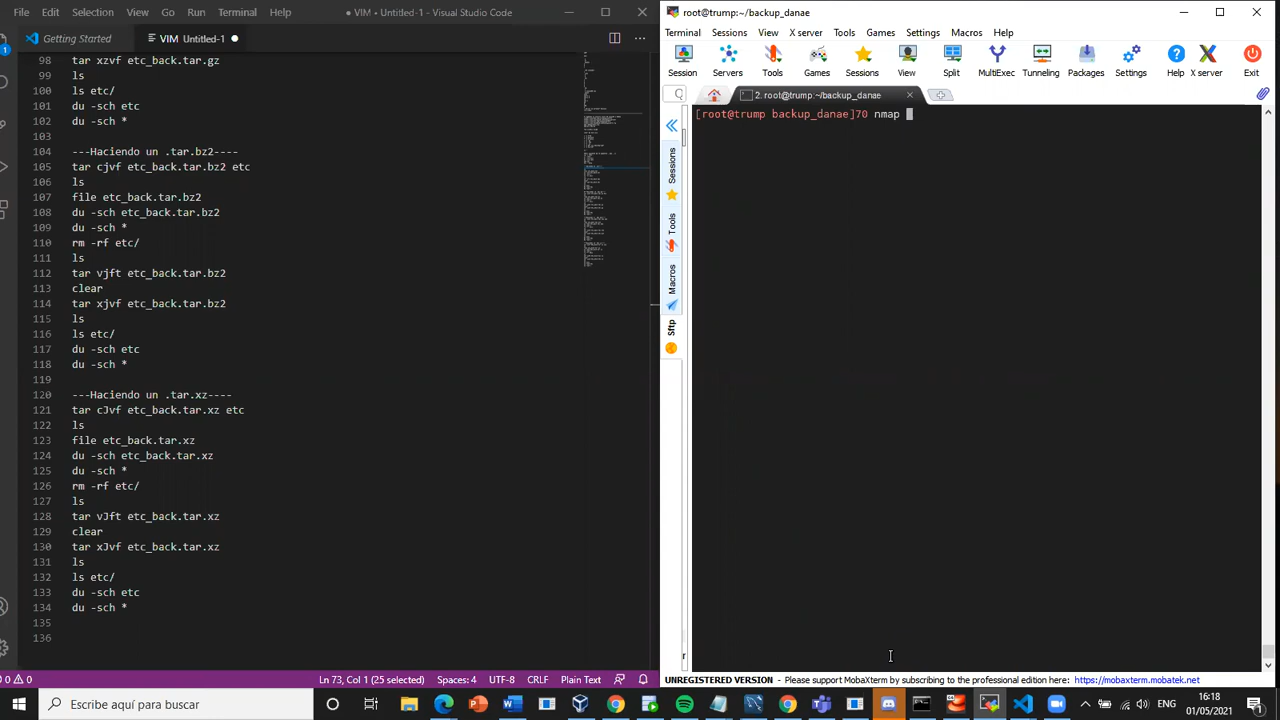 File
Edit
Selection
View
Go
Run
Terminal
Help
● VIM • Untitled-1 - VIS...
Getting Started
VIM Untitled-1 ●
98 du -sch *
101 ls etc/
102 du -sch etc
103 du -sch *
104 ---Haciendo un .tar.bz2----
105 tar cjvf etc_back.tar.bz2 etc
106 ls
107 file etc_back.tar.bz2
108 du -sch etc_back.tar.bz2
109 du -sch *
110 rm -rf etc/
111 ls
112 tar vjft etc_back.tar.bz2
113 clear
114 tar xjvf etc_back.tar.bz2
115 ls
116 ls etc/
117 du -sch etc
118 du -sch *
119
120 ---Haciendo un .tar.xz----
121 tar cJvf etc_back.tar.xz etc
122 ls
123 file etc_back.tar.xz
124 du -sch etc_back.tar.xz
125 du -sch *
126 rm -rf etc/
127 ls
128 tar vJft etc_back.tar.xz
129 clear
130 tar xJvf etc_back.tar.xz
131 ls
132 ls etc/
133 du -sch etc
134 du -sch *
135
136
0 0
Ln 73, Col 1 (25 selected)
Spaces: 4
UTF-8
CRLF
Plain Text
root@trump:~/backup_danae
Terminal
Sessions
View
X server
Tools
Games
Settings
Macros
Help
Session
Servers
Tools
Games
Sessions
View
Split
MultiExec
Tunneling
Packages
Settings
Help
X server
Exit
2. root@trump:~/backup_danae
Sessions
Tools
Macros
Sftp
[root@trump backup_danae]70 nmap
UNREGISTERED VERSION - Please support MobaXterm by subscribing to the professional edition here: https://mobaxterm.mobatek.net
Escribe aquí para buscar
ENG
16:18
01/05/2021
1